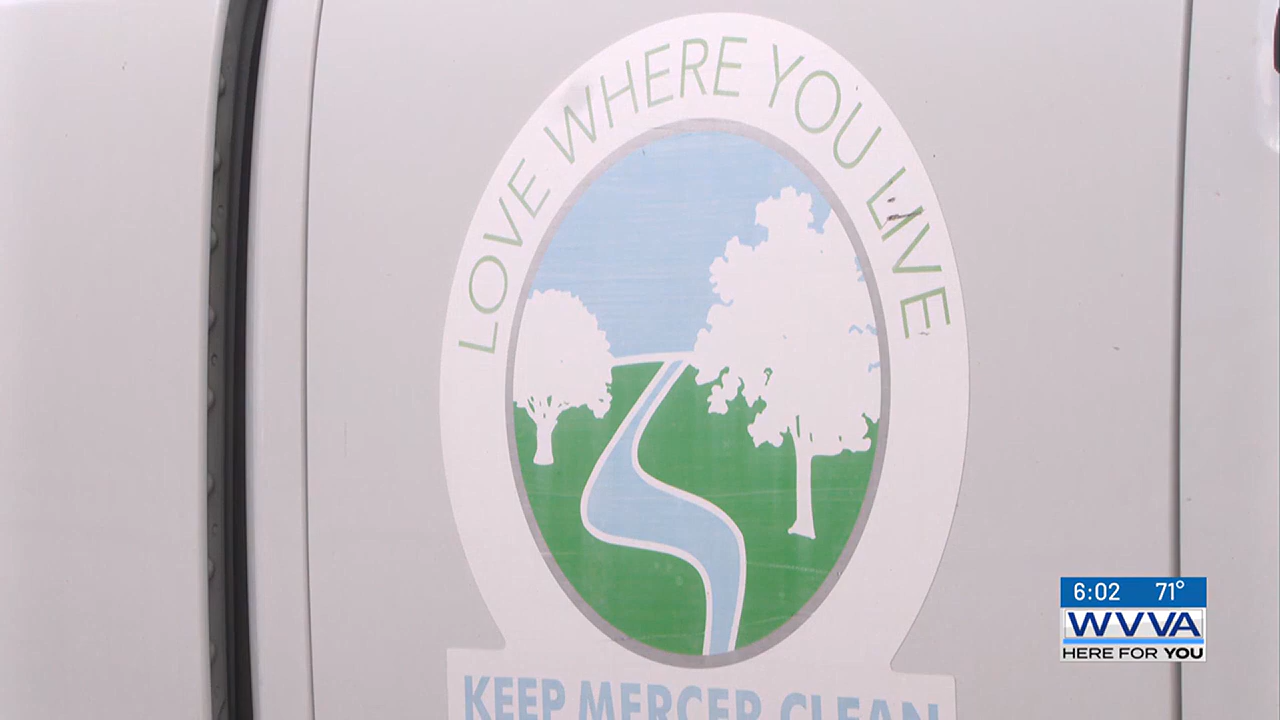 LOVE WHERE YOU LIVE
KEEP MERCER CLEAN
6:02 71°
WVVA
HERE FOR YOU